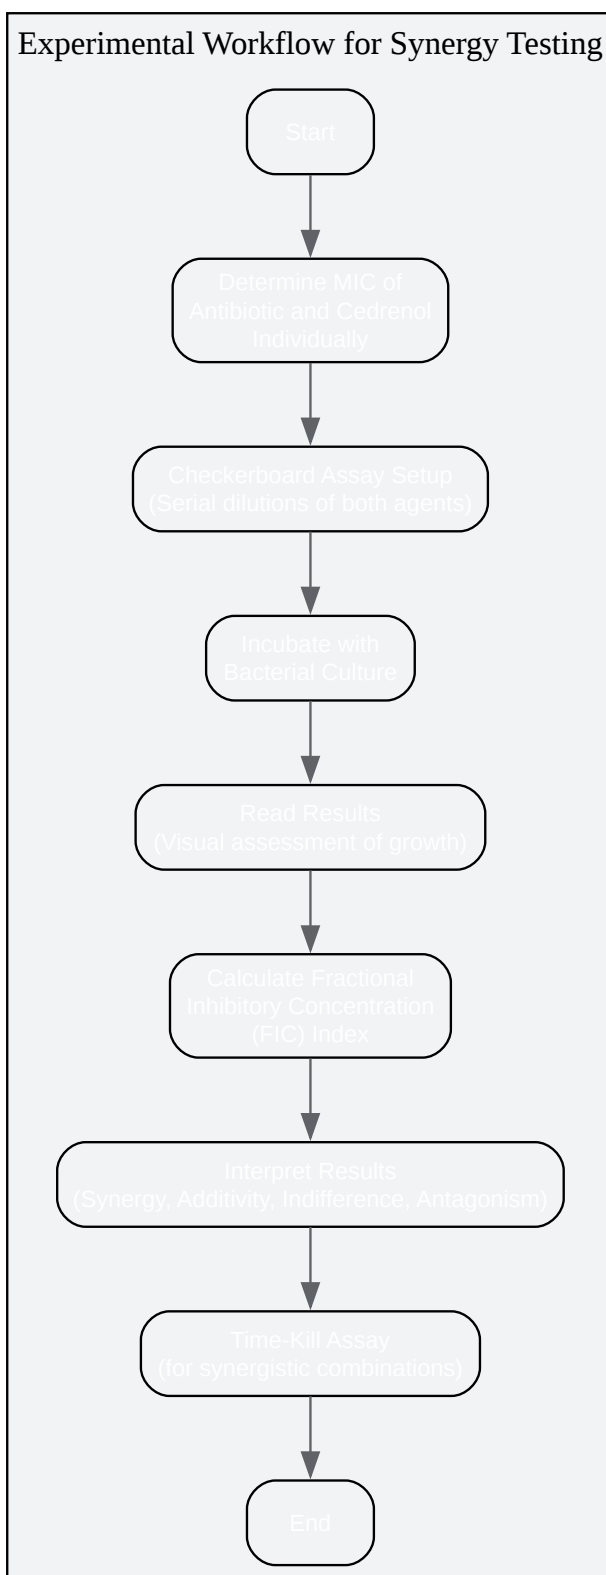 Experimental Workflow for Synergy Testing
Start
Determine MIC of
Antibiotic and Cedrenol
Individually
Checkerboard Assay Setup
(Serial dilutions of both agents)
Incubate with
Bacterial Culture
Read Results
(Visual assessment of growth)
Calculate Fractional
Inhibitory Concentration
(FIC) Index
Interpret Results
(Synergy, Additivity, Indifference, Antagonism)
Time-Kill Assay
(for synergistic combinations)
End